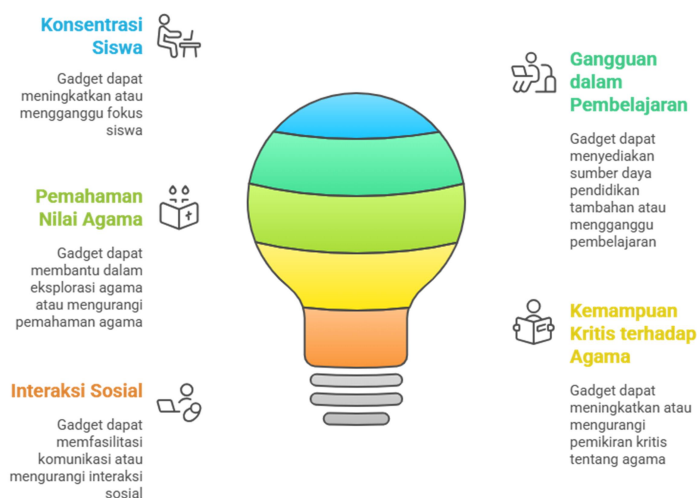 Konsentrasi
Siswa
Gadget dapat
meningkatkan atau
mengganggu fokus
siswa
Gangguan
dalam
Pembelajaran
Gadget dapat
menyediakan
sumber daya
pendidikan
tambahan atau
mengganggu
pembelajaran
Pemahaman
Nilai Agama
Gadget dapat
membantu dalam
eksplorasi agama
atau mengurangi
pemahaman agama
Kemampuan
Kritis terhadap
Agama
Gadget dapat
meningkatkan atau
mengurangi
pemikiran kritis
tentang agama
Interaksi Sosial
Gadget dapat
memfasilitasi
komunikasi atau
mengurangi interaksi
sosial